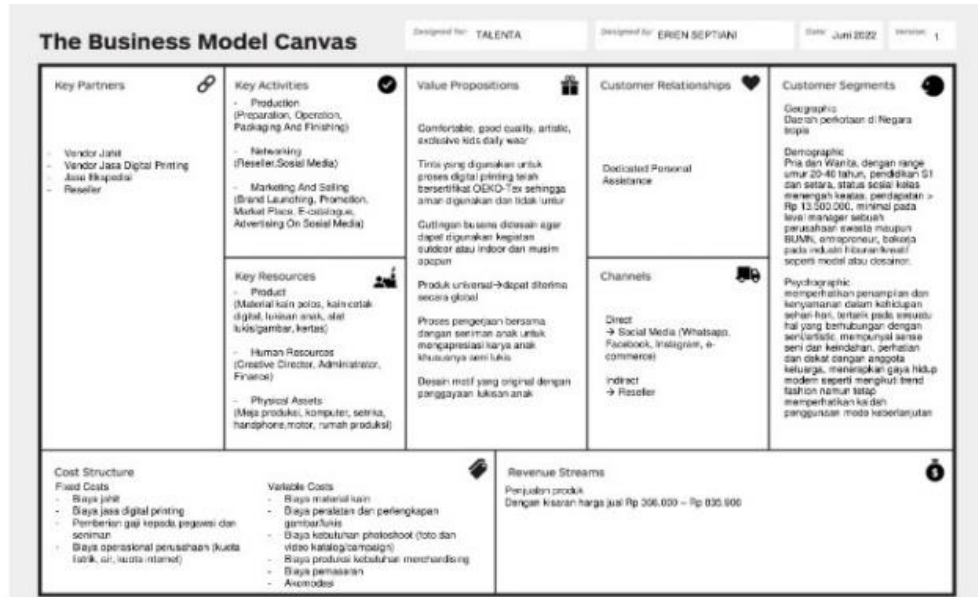 The Business Model Canvas
Designed for: TALENTA
Designed by: ERIEN SEPTIANI
Date: Juni 2022
Version: 1
Key Partners
- Vendor Jahit
- Vendor Jasa Digital Printing
- Jasa Ekspedisi
- Reseller
Key Activities
- Production
(Preparation, Operation,
Packaging And Finishing)
- Networking
(Reseller,Sosial Media)
- Marketing And Selling
(Brand Launching, Promotion,
Market Place, E-catalogue,
Advertising On Sosial Media)
Key Resources
- Product
(Material kain polos, kain cetak
digital, lukisan anak, alat
lukis/gambar, kertas)
- Human Resources
(Creative Director, Administrator,
Finance)
- Physical Assets
(Meja produksi, komputer, setrika,
handphone,motor, rumah produksi)
Value Propositions
Comfortable, good quality, artistic,
exclusive kids daily wear
Tinta yang digunakan untuk
proses digital printing telah
bersertifikat OEKO-Tex sehingga
aman digunakan dan tidak luntur
Cuttingan busana didesain agar
dapat digunakan kegiatan
outdoor atau indoor dan musim
apapun
Produk universal→dapat diterima
secara global
Proses pengerjaan bersama
dengan seniman anak untuk
mengapresiasi karya anak
khususnya seni lukis
Desain motif yang original dengan
penggayaan lukisan anak
Customer Relationships
Dedicated Personal
Assistance
Channels
Direct
→ Social Media (Whatsapp,
Facebook, Instagram, e-
commerce)
Indirect
→ Reseller
Customer Segments
Geographic
Daerah perkotaan di Negara
tropis
Demographic
Pria dan Wanita, dengan range
umur 20-40 tahun, pendidikan S1
dan setara, status sosial kelas
menengah keatas, pendapatan >
Rp 13.500.000, minimal pada
level manager sebuah
perusahaan swasta maupun
BUMN, entrepreneur, bekerja
pada industri hiburan/kreatif
seperti model atau desainer.
Psychographic
memperhatikan penampilan dan
kenyamanan dalam kehidupan
sehari-hari, tertarik pada sesuatu
hal yang berhubungan dengan
seni/artistic, mempunyai sense
seni dan keindahan, perhatian
dan dekat dengan anggota
keluarga, menerapkan gaya hidup
modern seperti mengikuti trend
fashion namun tetap
memperhatikan kaidah
penggunaan mode keberlanjutan
Cost Structure
Fixed Costs
- Biaya jahit
- Biaya jasa digital printing
- Pemberian gaji kepada pegawai dan
seniman
- Biaya operasional perusahaan (kuota
listrik, air, kuota internet)
Variable Costs
- Biaya material kain
- Biaya peralatan dan perlengkapan
gambar/lukis
- Biaya kebutuhan photoshoot (foto dan
video katalog/campaign)
- Biaya produksi kebutuhan merchandising
- Biaya pemasaran
- Akomodasi
Revenue Streams
Penjualan produk
Dengan kisaran harga jual Rp